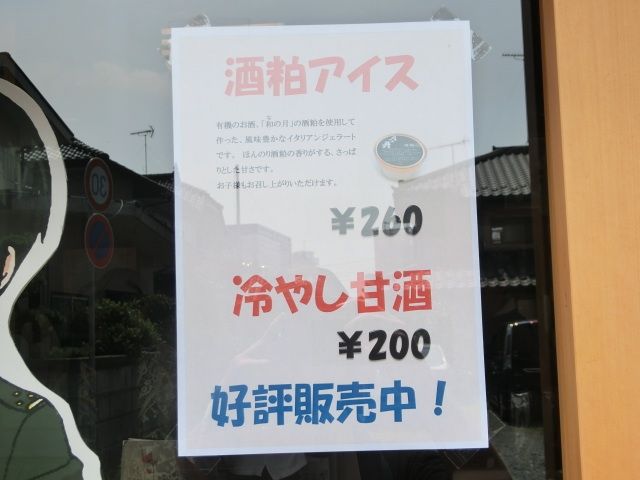 酒粕アイス
有機のお酒、「和の月」の酒粕を使用して
作った、風味豊かなイタリアンジェラート
です。ほんのり酒粕の香りがする、さっぱ
りとした甘さです。
お子様もお召し上がりいただけます。
￥260
冷やし甘酒
￥200
好評販売中！
30